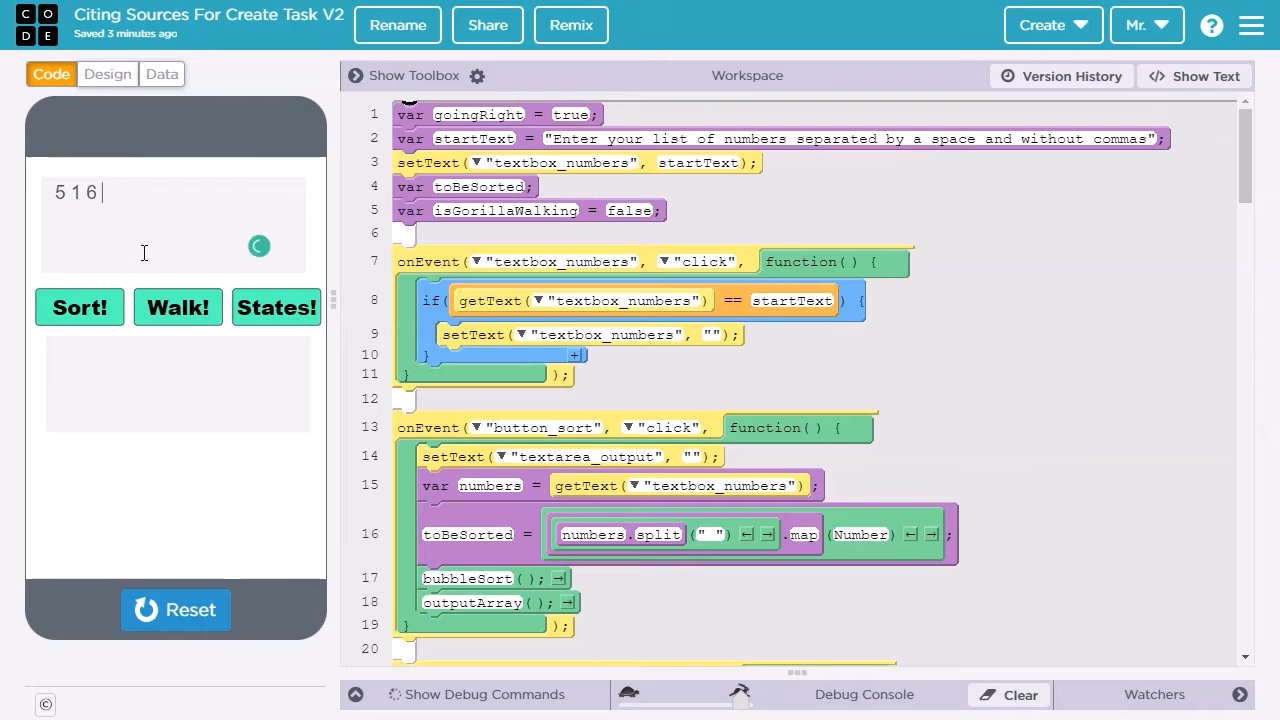 CODE
Citing Sources For Create Task V2
Saved 3 minutes ago
Rename
Share
Remix
Create
Mr.
?
Code
Design
Data
Show Toolbox
Workspace
Version History
</> Show Text
5 1 6
Sort!
Walk!
States!
Reset
1 var goingRight = true;
2 var startText = "Enter your list of numbers separated by a space and without commas";
3 setText(▼"textbox_numbers", startText);
4 var toBeSorted;
5 var isGorillaWalking = false;
6
7 onEvent(▼"textbox_numbers", ▼"click", function( ) {
8 if( getText(▼"textbox_numbers") == startText) {
9 setText(▼"textbox_numbers", "");
10 } +
11 } );
12
13 onEvent(▼"button_sort", ▼"click", function( ) {
14 setText(▼"textarea_output", "");
15 var numbers = getText(▼"textbox_numbers");
16 toBeSorted = numbers.split(" ") ← → .map (Number) ← → ;
17 bubbleSort( ); →
18 outputArray( ); →
19 } );
20
©
Show Debug Commands
Debug Console
Clear
Watchers